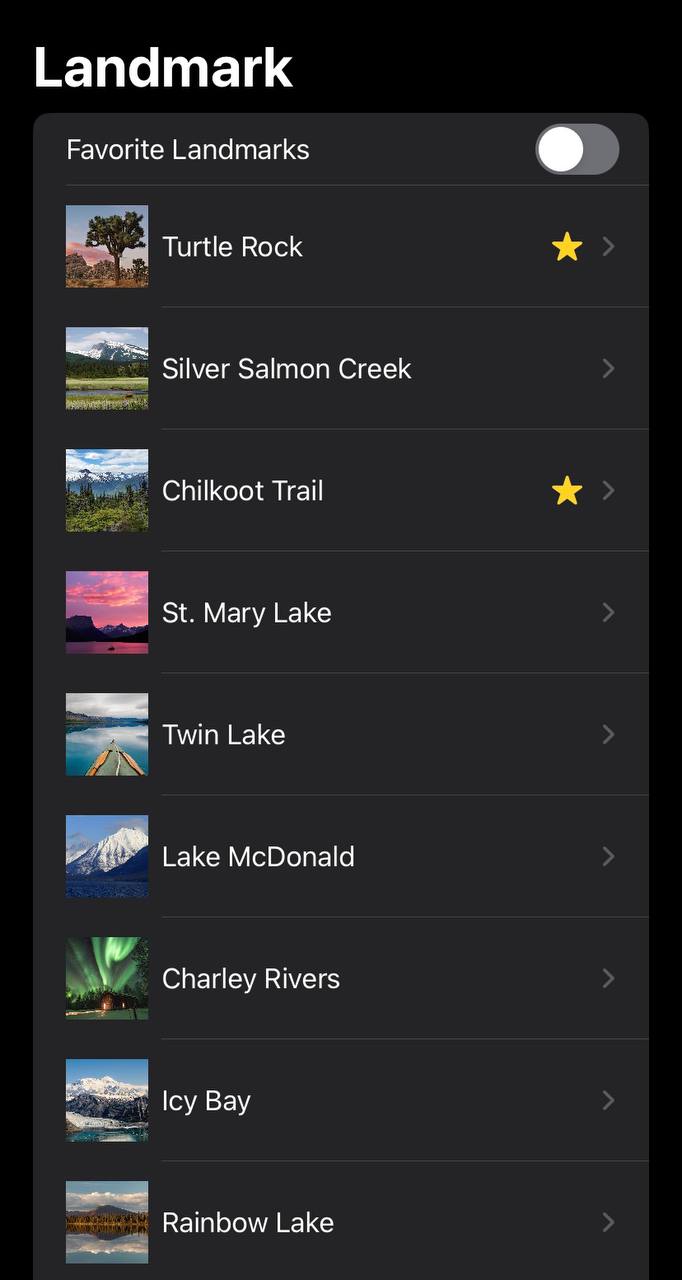 Landmark
Favorite Landmarks
Turtle Rock
Silver Salmon Creek
Chilkoot Trail
St. Mary Lake
Twin Lake
Lake McDonald
Charley Rivers
Icy Bay
Rainbow Lake